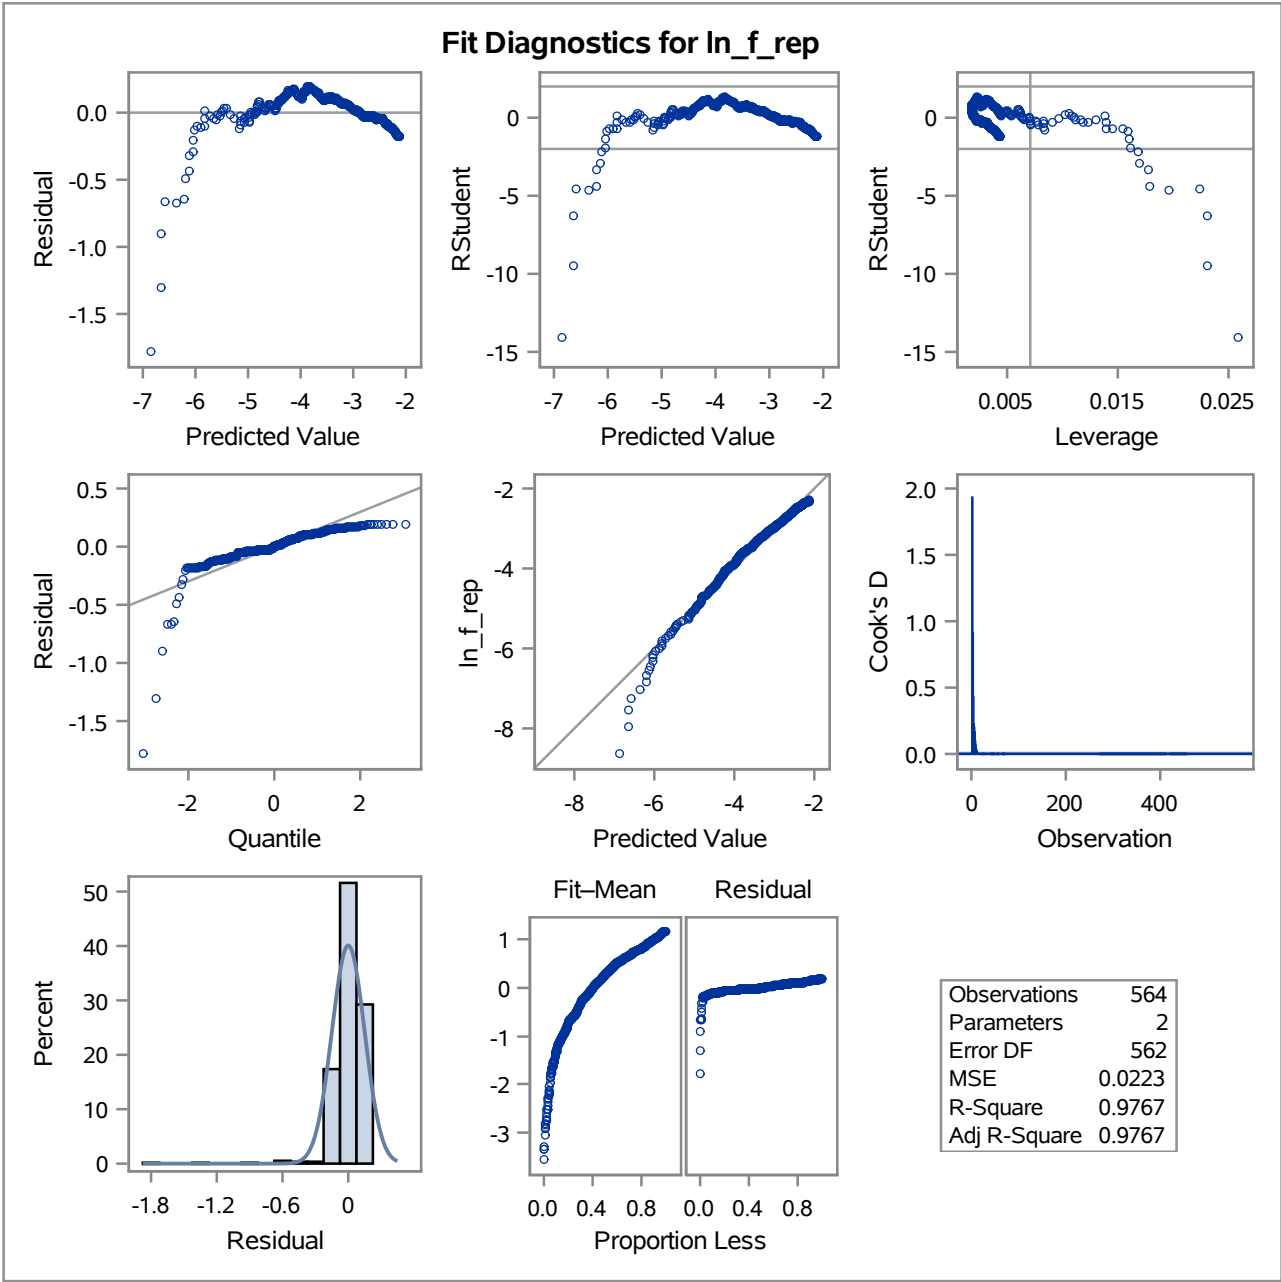 Fit Diagnostics for ln_f_rep
0.0
-0.5
-1.0
-1.5
Residual
-7 -6 -5 -4 -3 -2
Predicted Value
0
-5
-10
-15
RStudent
-7 -6 -5 -4 -3 -2
Predicted Value
0
-5
-10
-15
RStudent
0.005 0.015 0.025
Leverage
0.5
0.0
-0.5
-1.0
-1.5
Residual
-2 0 2
Quantile
-2
-4
-6
-8
ln_f_rep
-8 -6 -4 -2
Predicted Value
2.0
1.5
1.0
0.5
0.0
Cook's D
0 200 400
Observation
50
40
30
20
10
0
Percent
-1.8 -1.2 -0.6 0
Residual
Fit–Mean Residual
1
0
-1
-2
-3
0.0 0.4 0.8 0.0 0.4 0.8
Proportion Less
Observations 564
Parameters 2
Error DF 562
MSE 0.0223
R-Square 0.9767
Adj R-Square 0.9767